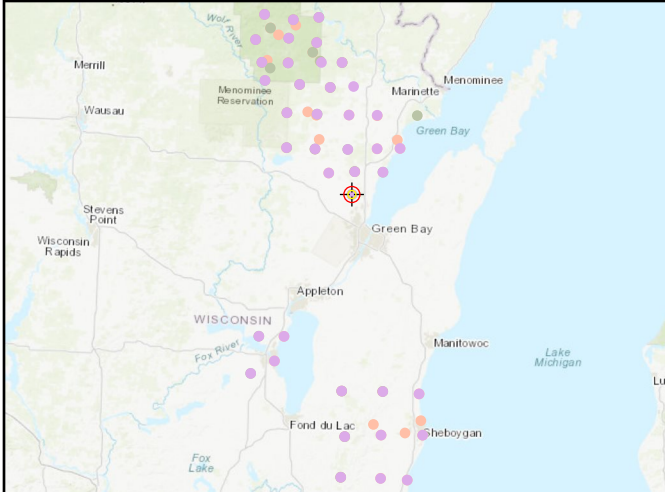 Wolf
River
Merrill
Menominee
Menominee
Reservation
Marinette
Wausau
Green Bay
Stevens
Point
Green Bay
Wisconsin
Rapids
Appleton
WISCONSIN
Fox River
Manitowoc
Lake
Michigan
Lu
Fond du Lac
Sheboygan
Fox
Lake